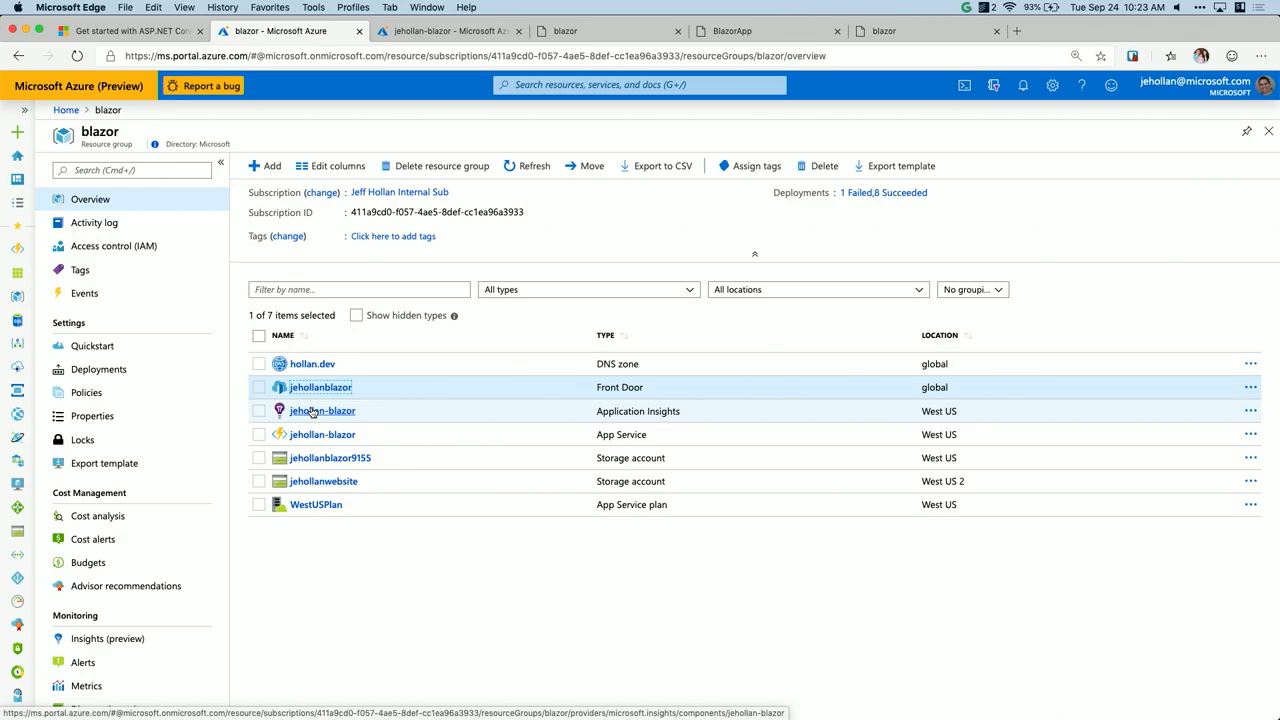 Microsoft Edge File Edit View History Favorites Tools Profiles Tab Window Help 2 93% Tue Sep 24 10:23 AM
Get started with ASP.NET Core blazor - Microsoft Azure jehollan-blazor - Microsoft Az blazor BlazorApp blazor
https://ms.portal.azure.com/#@microsoft.onmicrosoft.com/resource/subscriptions/411a9cd0-f057-4ae5-8def-cc1ea96a3933/resourceGroups/blazor/overview
Microsoft Azure (Preview) Report a bug Search resources, services, and docs (G+/) jehollan@microsoft.com
MICROSOFT
Home > blazor
blazor
Resource group Directory: Microsoft
Search (Cmd+/)
Overview
Activity log
Access control (IAM)
Tags
Events
Settings
Quickstart
Deployments
Policies
Properties
Locks
Export template
Cost Management
Cost analysis
Cost alerts
Budgets
Advisor recommendations
Monitoring
Insights (preview)
Alerts
Metrics
Add Edit columns Delete resource group Refresh Move Export to CSV Assign tags Delete Export template
Subscription (change) : Jeff Hollan Internal Sub Deployments : 1 Failed,8 Succeeded
Subscription ID : 411a9cd0-f057-4ae5-8def-cc1ea96a3933
Tags (change) : Click here to add tags
Filter by name... All types All locations No groupi...
1 of 7 items selected Show hidden types
NAME TYPE LOCATION
hollan.dev DNS zone global
jehollanblazor Front Door global
jehollan-blazor Application Insights West US
jehollan-blazor App Service West US
jehollanblazor9155 Storage account West US
jehollanwebsite Storage account West US 2
WestUSPlan App Service plan West US
https://ms.portal.azure.com/#@microsoft.onmicrosoft.com/resource/subscriptions/411a9cd0-f057-4ae5-8def-cc1ea96a3933/resourceGroups/blazor/providers/microsoft.insights/components/jehollan-blazor